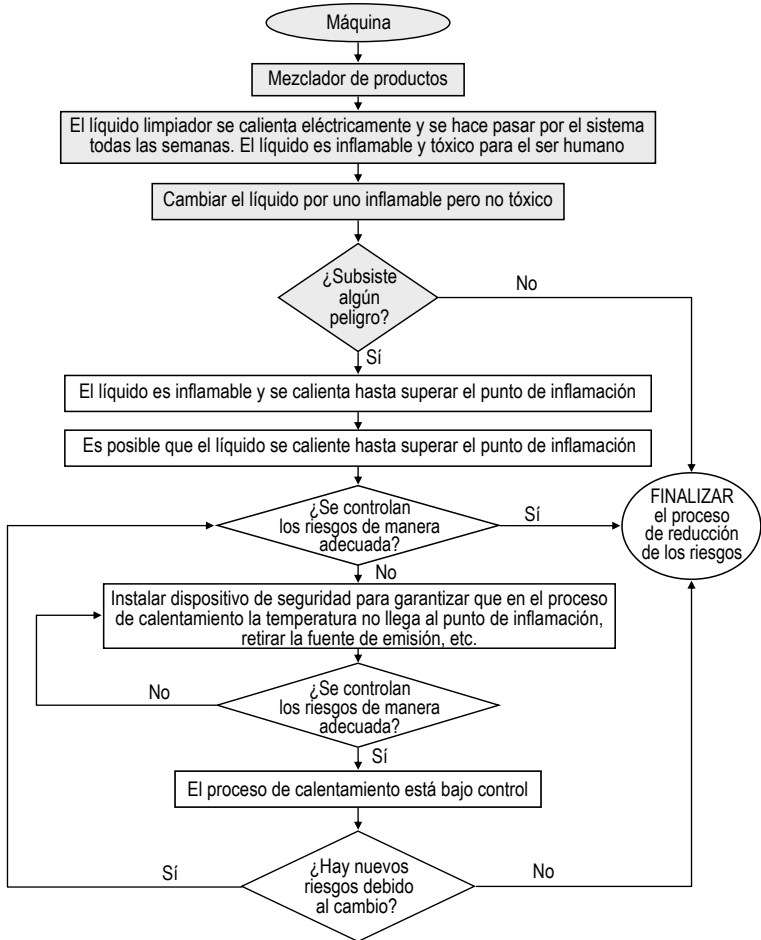 Máquina
Mezclador de productos
El líquido limpiador se calienta eléctricamente y se hace pasar por el sistema
todas las semanas. El líquido es inflamable y tóxico para el ser humano
Cambiar el líquido por uno inflamable pero no tóxico
¿Subsiste
algún
peligro?
No
Sí
El líquido es inflamable y se calienta hasta superar el punto de inflamación
Es posible que el líquido se caliente hasta superar el punto de inflamación
¿Se controlan
los riesgos de manera
adecuada?
Sí
FINALIZAR
el proceso
de reducción
de los riesgos
No
Instalar dispositivo de seguridad para garantizar que en el proceso
de calentamiento la temperatura no llega al punto de inflamación,
retirar la fuente de emisión, etc.
No
¿Se controlan
los riesgos de manera
adecuada?
Sí
El proceso de calentamiento está bajo control
Sí
¿Hay nuevos
riesgos debido
al cambio?
No